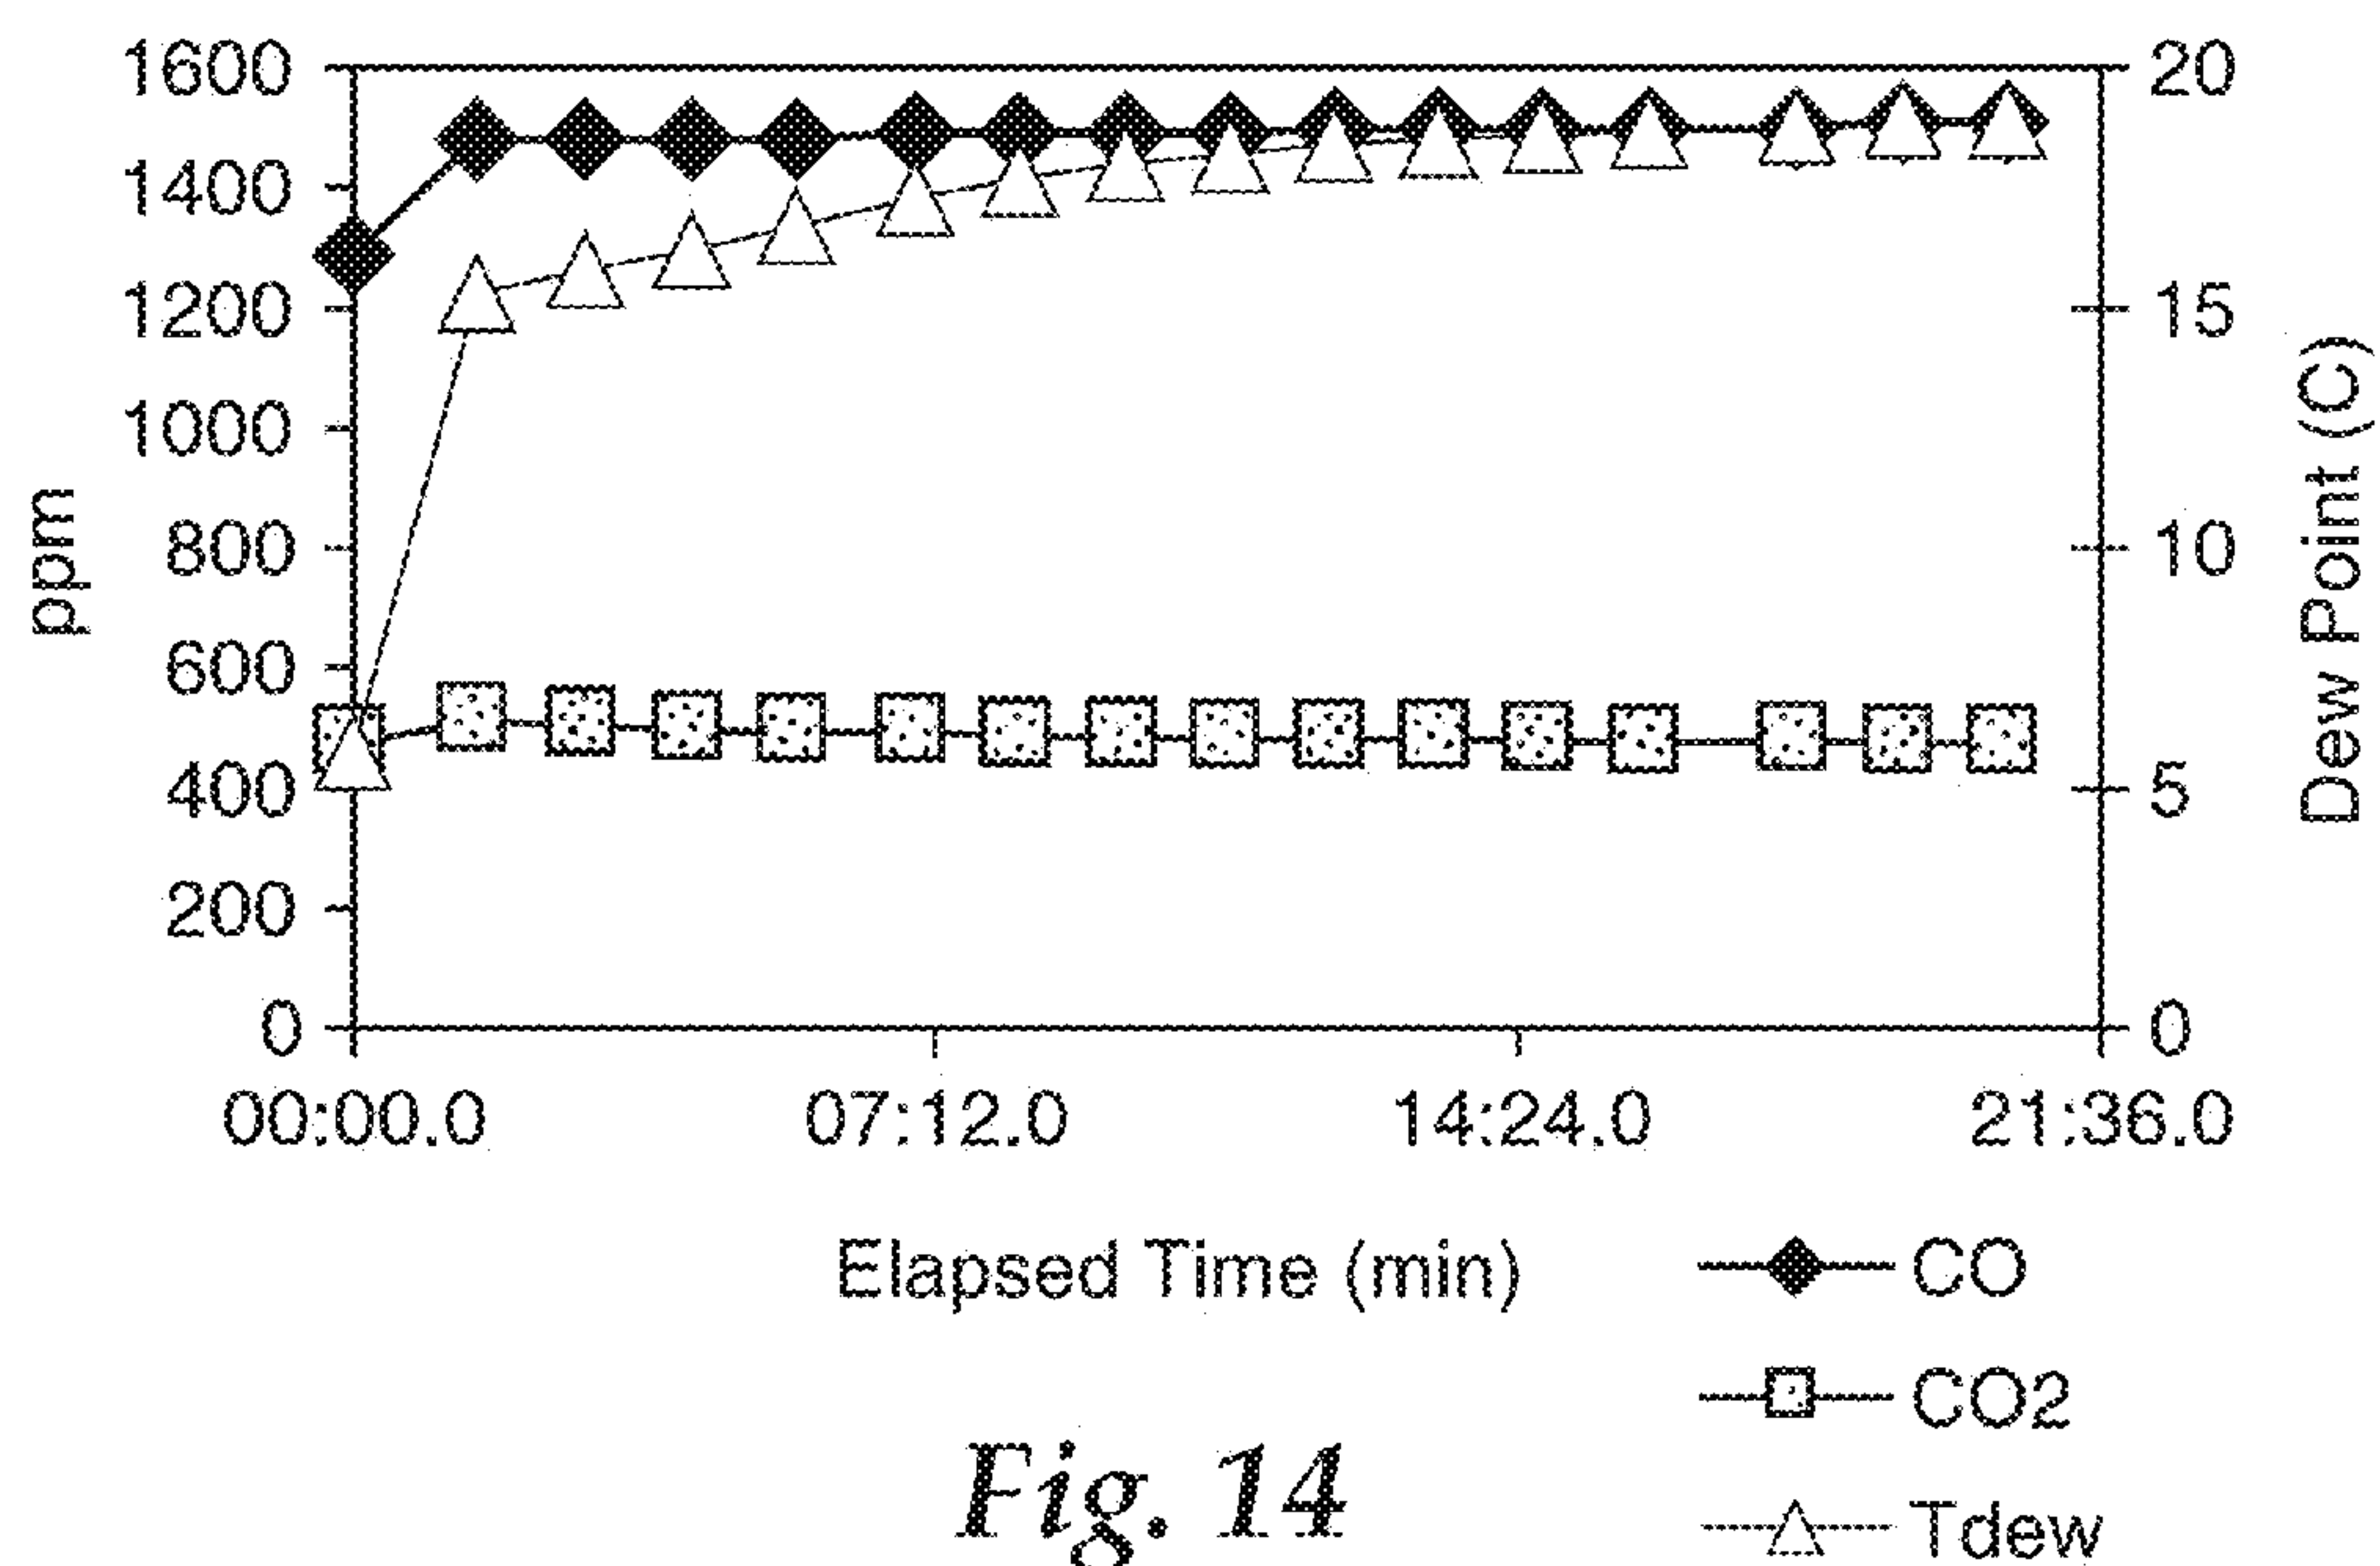 1600
1400
1200
1000
800
600
400
200
0
ppm
20
15
10
5
0
Dew Point (C)
00:00.0 07:12.0 14:24.0 21:36.0
Elapsed Time (min)
CO
CO2
Tdew
Fig. 14